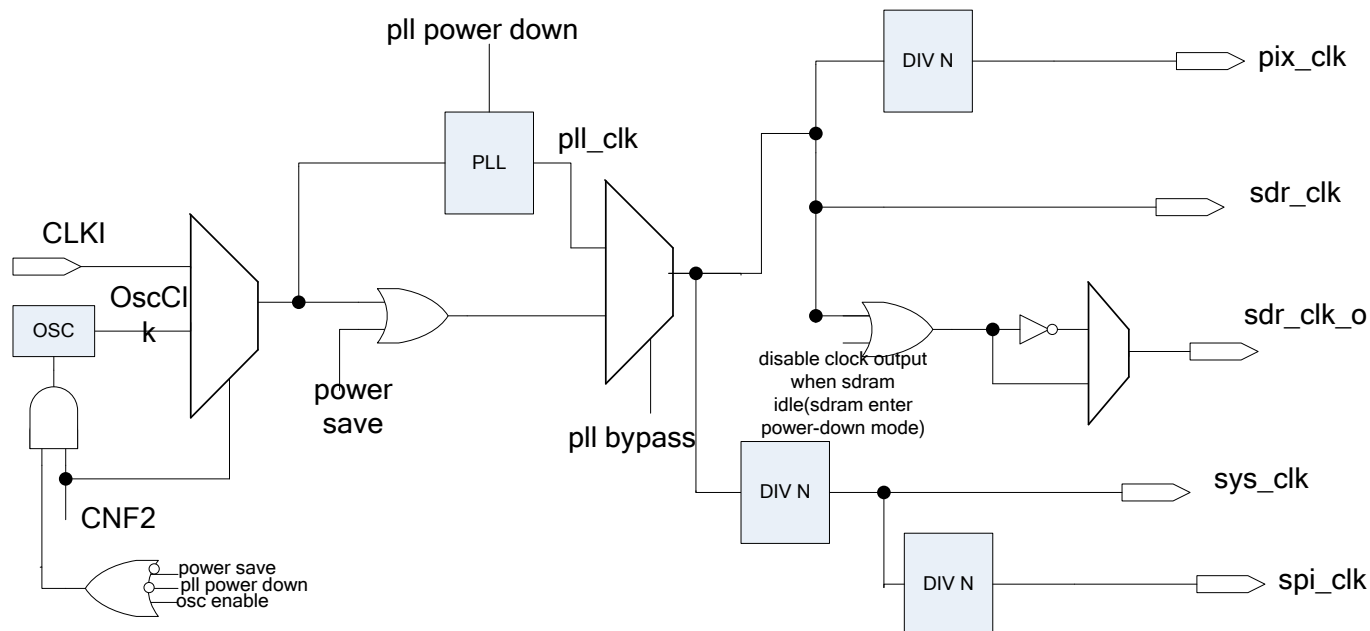 pll power down
DIV N
pix_clk
pll_clk
PLL
sdr_clk
CLKI
OscCl
k
OSC
sdr_clk_o
disable clock output
when sdram
idle(sdram enter
power-down mode)
power
save
pll bypass
sys_clk
DIV N
CNF2
power save
pll power down
osc enable
DIV N
spi_clk